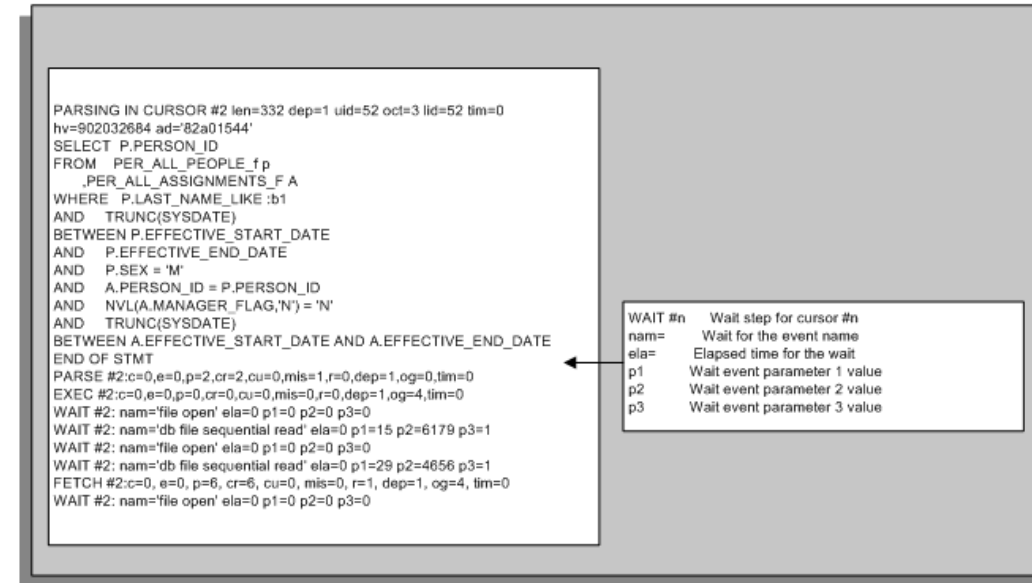 PARSING IN CURSOR #2 len=332 dep=1 uid=52 oct=3 lid=52 tim=0
hv=902032684 ad='82a01544'
SELECT P.PERSON_ID
FROM PER_ALL_PEOPLE_f p
,PER_ALL_ASSIGNMENTS_F A
WHERE P.LAST_NAME_LIKE :b1
AND TRUNC(SYSDATE)
BETWEEN P.EFFECTIVE_START_DATE
AND P.EFFECTIVE_END_DATE
AND P.SEX = 'M'
AND A.PERSON_ID = P.PERSON_ID
AND NVL(A.MANAGER_FLAG,'N') = 'N'
AND TRUNC(SYSDATE)
BETWEEN A.EFFECTIVE_START_DATE AND A.EFFECTIVE_END_DATE
END OF STMT
PARSE #2:c=0,e=0,p=2,cr=2,cu=0,mis=1,r=0,dep=1,og=0,tim=0
EXEC #2:c=0,e=0,p=0,cr=0,cu=0,mis=0,r=0,dep=1,og=4,tim=0
WAIT #2: nam='file open' ela=0 p1=0 p2=0 p3=0
WAIT #2: nam='db file sequential read' ela=0 p1=15 p2=6179 p3=1
WAIT #2: nam='file open' ela=0 p1=0 p2=0 p3=0
WAIT #2: nam='db file sequential read' ela=0 p1=29 p2=4656 p3=1
FETCH #2:c=0, e=0, p=6, cr=6, cu=0, mis=0, r=1, dep=1, og=4, tim=0
WAIT #2: nam='file open' ela=0 p1=0 p2=0 p3=0
WAIT #n Wait step for cursor #n
nam= Wait for the event name
ela= Elapsed time for the wait
p1 Wait event parameter 1 value
p2 Wait event parameter 2 value
p3 Wait event parameter 3 value